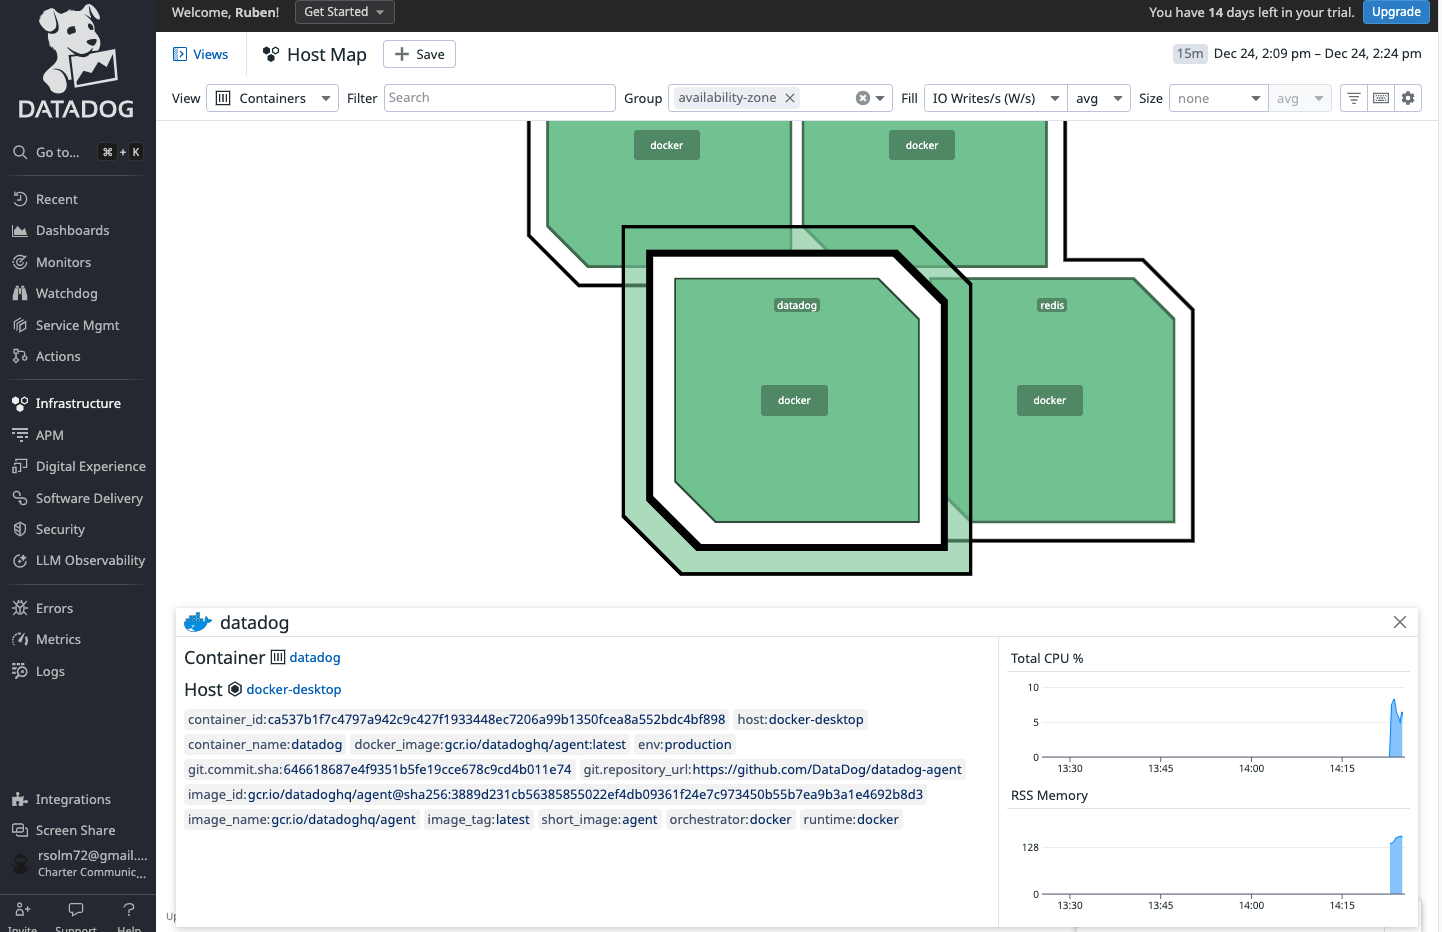 Welcome, Ruben!
Get Started
You have 14 days left in your trial.
Upgrade
DATADOG
Go to...
⌘ + K
Recent
Dashboards
Monitors
Watchdog
Service Mgmt
Actions
Infrastructure
APM
Digital Experience
Software Delivery
Security
LLM Observability
Errors
Metrics
Logs
Integrations
Screen Share
rsolm72@gmail....
Charter Communic...
Invite
Support
Help
Views
Host Map
Save
15m Dec 24, 2:09 pm – Dec 24, 2:24 pm
View Containers Filter Search Group availability-zone Fill IO Writes/s (W/s) avg Size none avg
docker
docker
datadog
docker
redis
docker
datadog
Container datadog
Host docker-desktop
container_id:ca537b1f7c4797a942c9c427f1933448ec7206a99b1350fcea8a552bdc4bf898 host:docker-desktop
container_name:datadog docker_image:gcr.io/datadoghq/agent:latest env:production
git.commit.sha:646618687e4f9351b5fe19cce678c9cd4b011e74 git.repository_url:https://github.com/DataDog/datadog-agent
image_id:gcr.io/datadoghq/agent@sha256:3889d231cb56385855022ef4db09361f24e7c973450b55b7ea9b3a1e4692b8d3
image_name:gcr.io/datadoghq/agent image_tag:latest short_image:agent orchestrator:docker runtime:docker
Total CPU %
10
5
0
13:30 13:45 14:00 14:15
RSS Memory
128
0
13:30 13:45 14:00 14:15